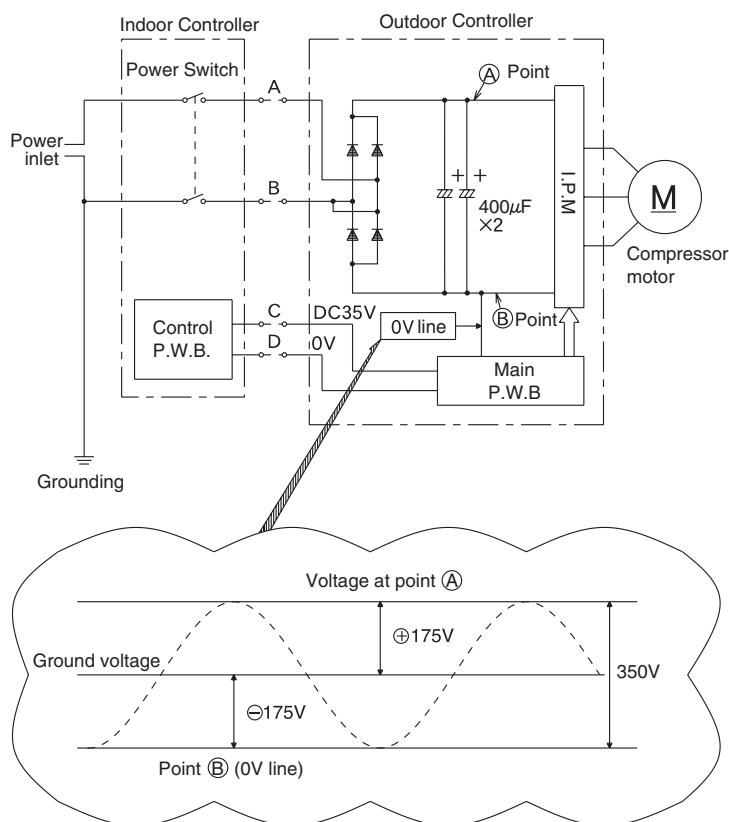 Indoor Controller
Outdoor Controller
Power Switch
A
Ⓐ Point
Power
inlet
B
+ +
400μF
×2
I.P.M
M
Compressor
motor
C
DC35V
Ⓑ Point
Control
P.W.B.
0V line
D
0V
Main
P.W.B
Grounding
Voltage at point Ⓐ
⊕175V
Ground voltage
350V
⊖175V
Point Ⓑ (0V line)